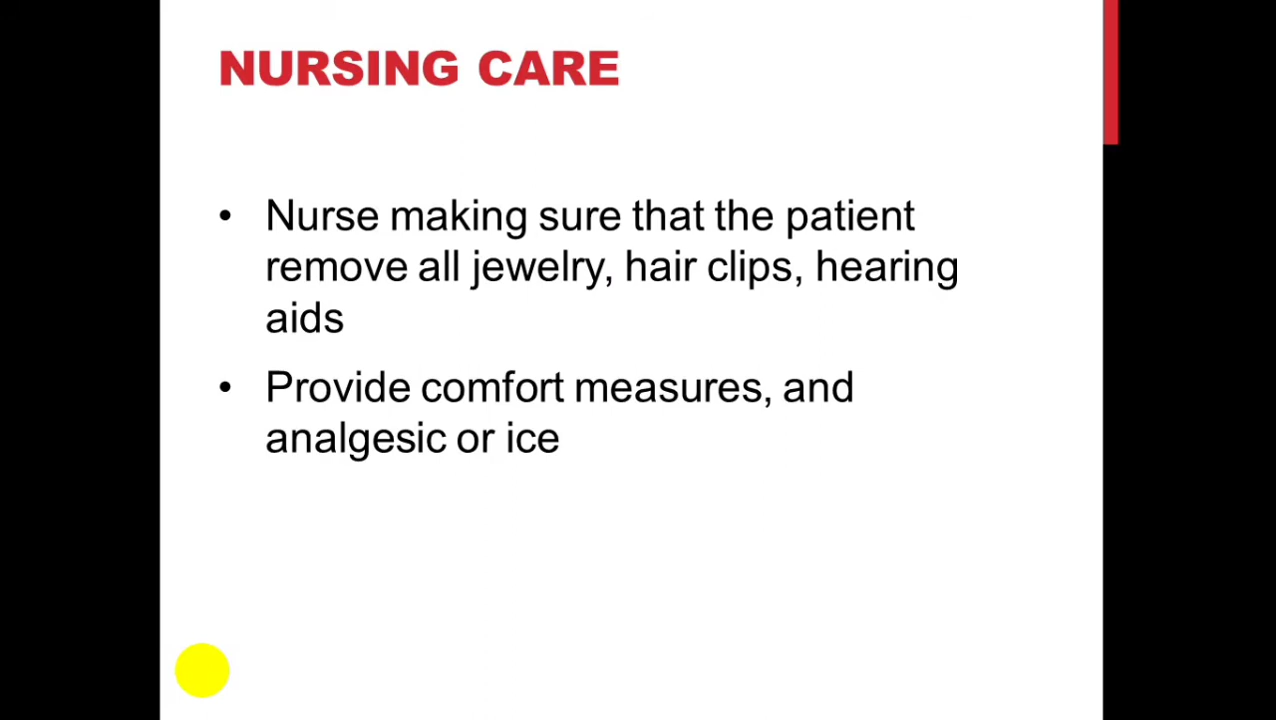 NURSING CARE
• Nurse making sure that the patient
remove all jewelry, hair clips, hearing
aids
• Provide comfort measures, and
analgesic or ice